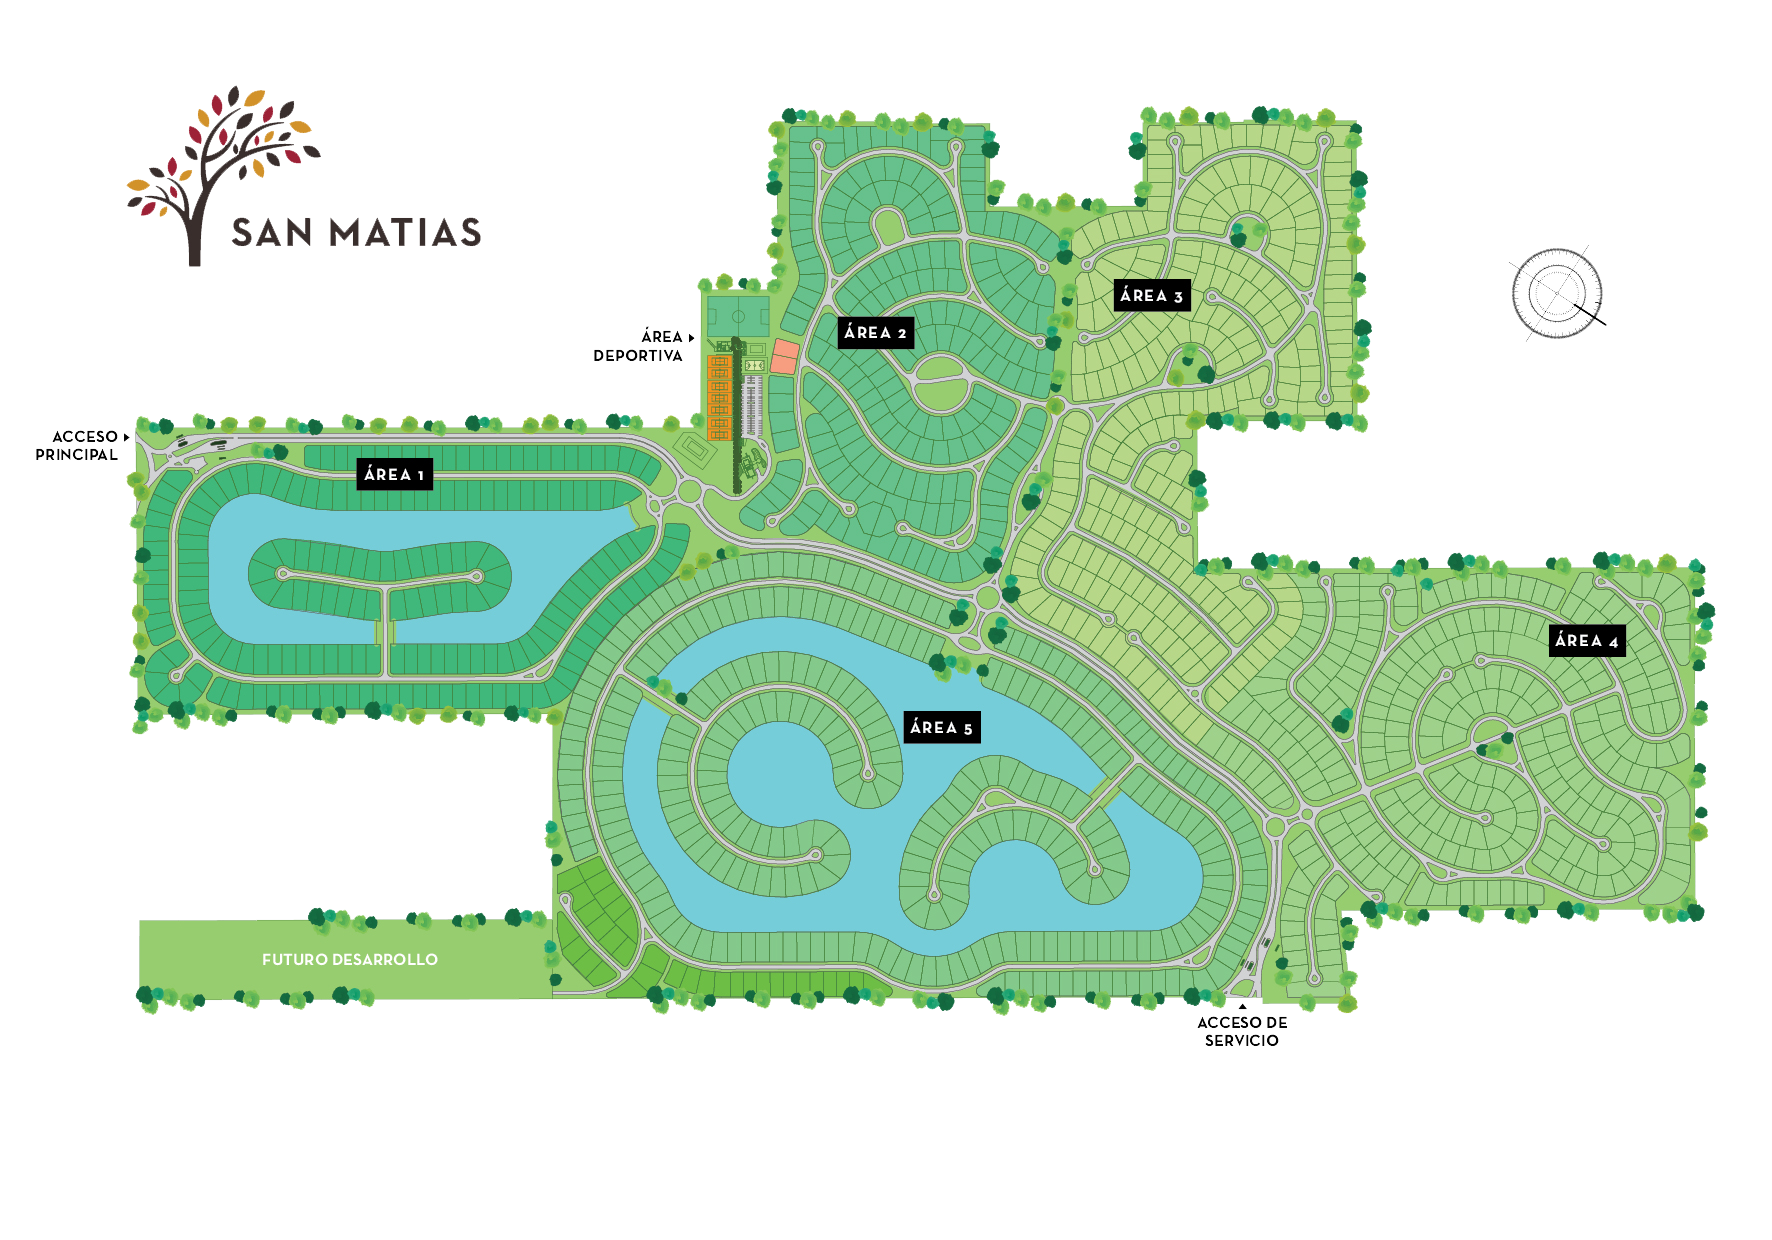 SAN MATIAS
ÁREA 3
ÁREA 2
ÁREA
DEPORTIVA
ACCESO
PRINCIPAL
ÁREA 1
ÁREA 4
ÁREA 5
FUTURO DESARROLLO
ACCESO DE
SERVICIO